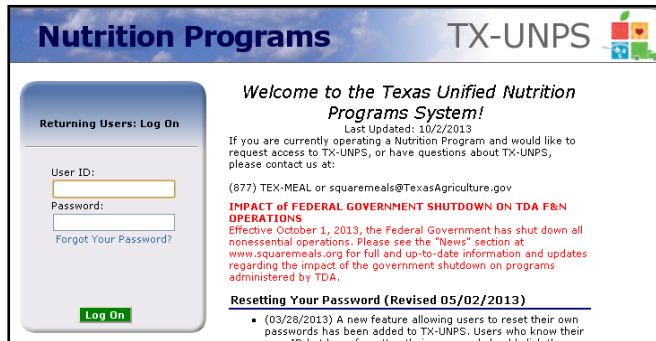 Nutrition Programs
TX-UNPS
Returning Users: Log On
User ID:
Password:
Forgot Your Password?
Log On
Welcome to the Texas Unified Nutrition
Programs System!
Last Updated: 10/2/2013
If you are currently operating a Nutrition Program and would like to
request access to TX-UNPS, or have questions about TX-UNPS,
please contact us at:
(877) TEX-MEAL or squaremeals@TexasAgriculture.gov
IMPACT of FEDERAL GOVERNMENT SHUTDOWN ON TDA F&N
OPERATIONS
Effective October 1, 2013, the Federal Government has shut down all
nonessential operations. Please see the "News" section at
www.squaremeals.org for full and up-to-date information and updates
regarding the impact of the government shutdown on programs
administered by TDA.
Resetting Your Password (Revised 05/02/2013)
▪ (03/28/2013) A new feature allowing users to reset their own
passwords has been added to TX-UNPS. Users who know their